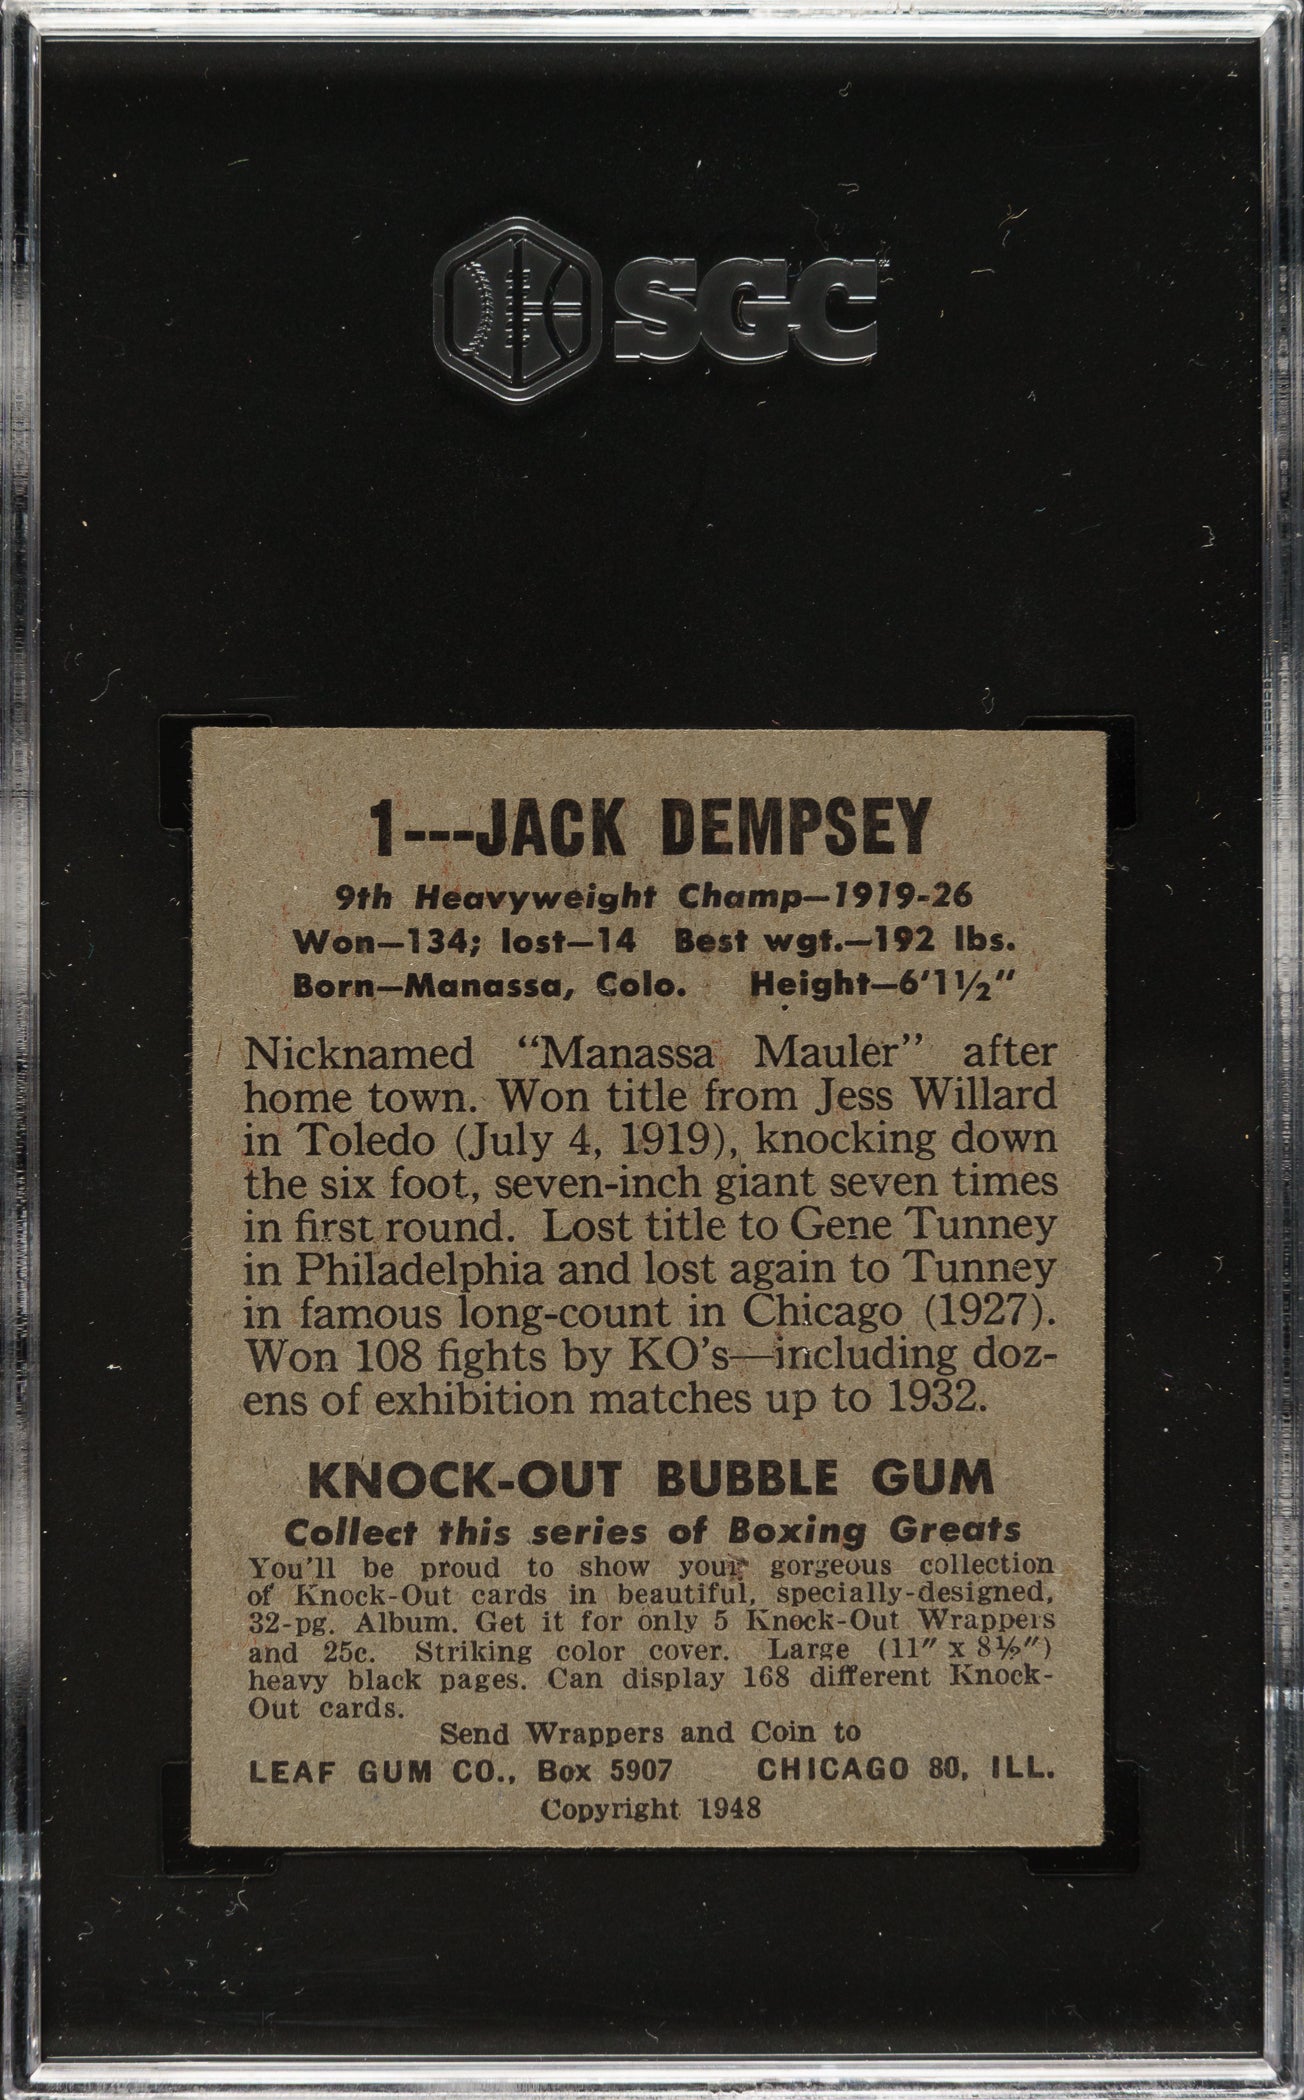 SGC
1---JACK DEMPSEY
9th Heavyweight Champ—1919-26
Won—134; lost—14 Best wgt.—192 lbs.
Born—Manassa, Colo. Height—6'1½"
Nicknamed "Manassa Mauler" after
home town. Won title from Jess Willard
in Toledo (July 4, 1919), knocking down
the six foot, seven-inch giant seven times
in first round. Lost title to Gene Tunney
in Philadelphia and lost again to Tunney
in famous long-count in Chicago (1927).
Won 108 fights by KO's—including doz-
ens of exhibition matches up to 1932.
KNOCK-OUT BUBBLE GUM
Collect this series of Boxing Greats
You'll be proud to show your gorgeous collection
of Knock-Out cards in beautiful, specially-designed,
32-pg. Album. Get it for only 5 Knock-Out Wrappers
and 25c. Striking color cover. Large (11" x 8½")
heavy black pages. Can display 168 different Knock-
Out cards.
Send Wrappers and Coin to
LEAF GUM CO., Box 5907 CHICAGO 80, ILL.
Copyright 1948